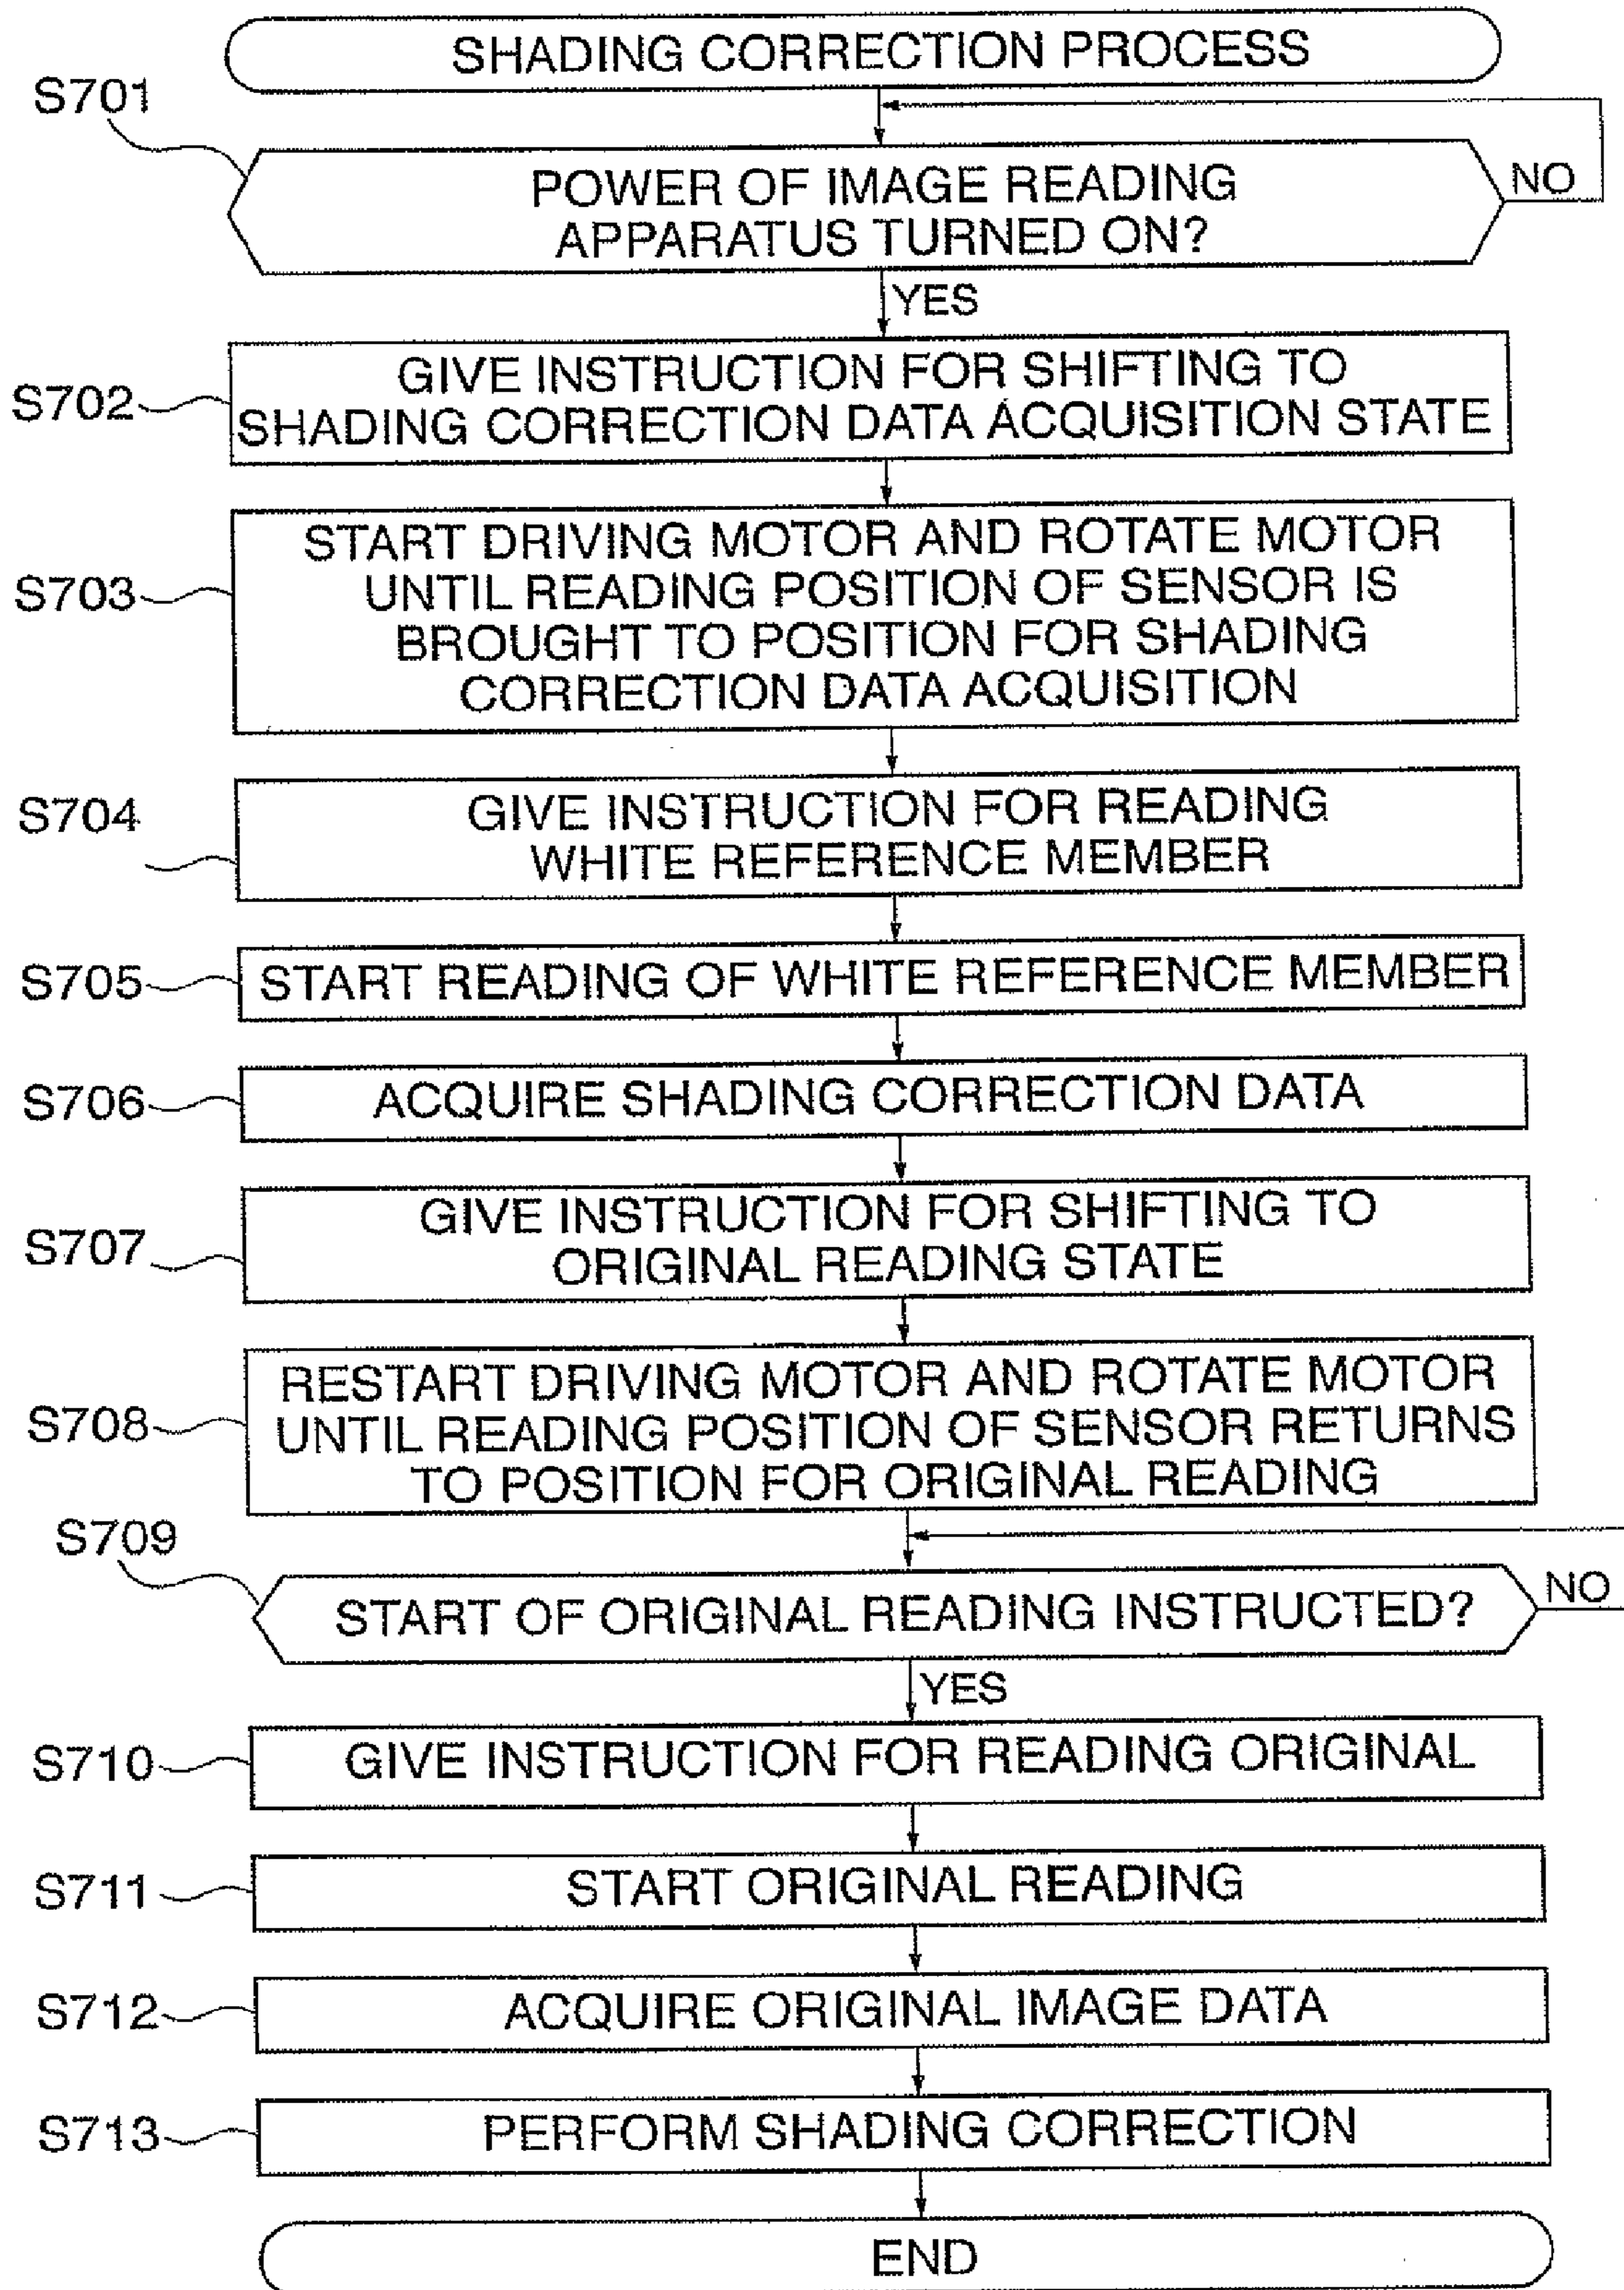 SHADING CORRECTION PROCESS
S701
POWER OF IMAGE READING
APPARATUS TURNED ON?
NO
YES
S702
GIVE INSTRUCTION FOR SHIFTING TO
SHADING CORRECTION DATA ACQUISITION STATE
S703
START DRIVING MOTOR AND ROTATE MOTOR
UNTIL READING POSITION OF SENSOR IS
BROUGHT TO POSITION FOR SHADING
CORRECTION DATA ACQUISITION
S704
GIVE INSTRUCTION FOR READING
WHITE REFERENCE MEMBER
S705
START READING OF WHITE REFERENCE MEMBER
S706
ACQUIRE SHADING CORRECTION DATA
S707
GIVE INSTRUCTION FOR SHIFTING TO
ORIGINAL READING STATE
S708
RESTART DRIVING MOTOR AND ROTATE MOTOR
UNTIL READING POSITION OF SENSOR RETURNS
TO POSITION FOR ORIGINAL READING
S709
START OF ORIGINAL READING INSTRUCTED?
NO
YES
S710
GIVE INSTRUCTION FOR READING ORIGINAL
S711
START ORIGINAL READING
S712
ACQUIRE ORIGINAL IMAGE DATA
S713
PERFORM SHADING CORRECTION
END